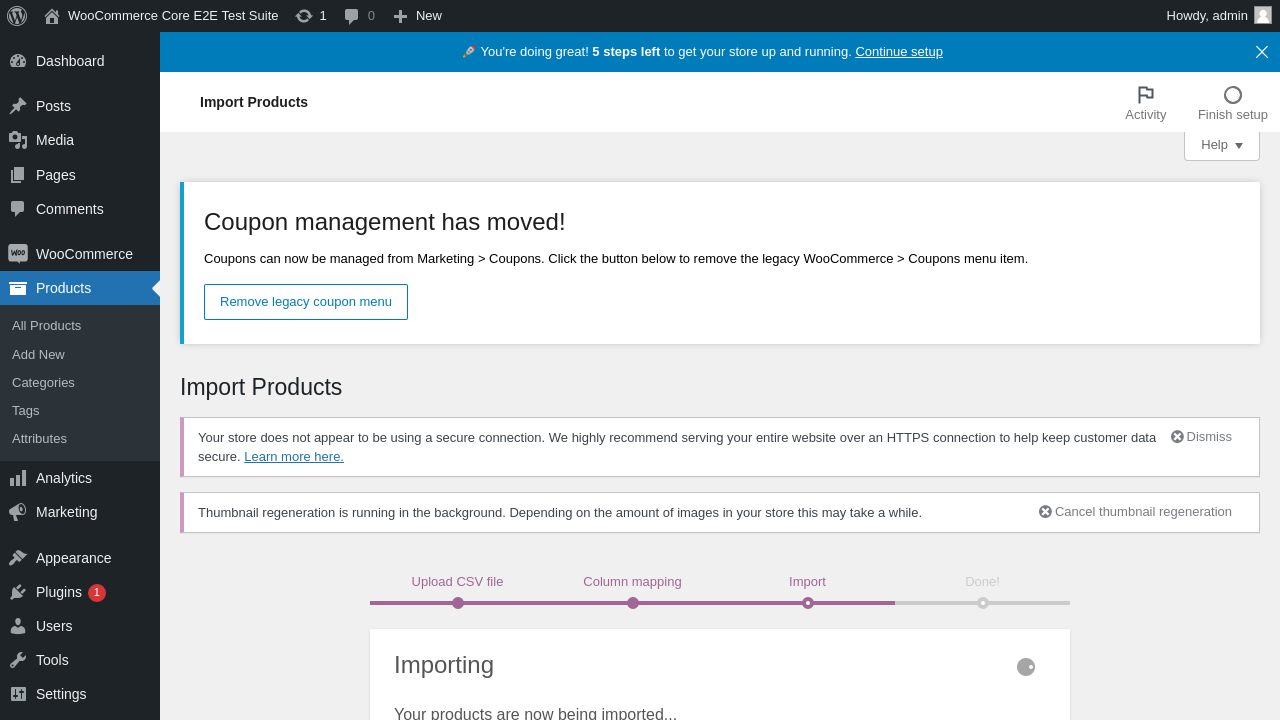 WooCommerce Core E2E Test Suite 1 0 New Howdy, admin
You're doing great! 5 steps left to get your store up and running. Continue setup
Import Products
Activity
Finish setup
Help
Dashboard
Posts
Media
Pages
Comments
WooCommerce
Products
All Products
Add New
Categories
Tags
Attributes
Analytics
Marketing
Appearance
Plugins 1
Users
Tools
Settings
Coupon management has moved!
Coupons can now be managed from Marketing > Coupons. Click the button below to remove the legacy WooCommerce > Coupons menu item.
Remove legacy coupon menu
Import Products
Your store does not appear to be using a secure connection. We highly recommend serving your entire website over an HTTPS connection to help keep customer data
secure. Learn more here.
Dismiss
Thumbnail regeneration is running in the background. Depending on the amount of images in your store this may take a while.
Cancel thumbnail regeneration
Upload CSV file Column mapping Import Done!
Importing
Your products are now being imported...